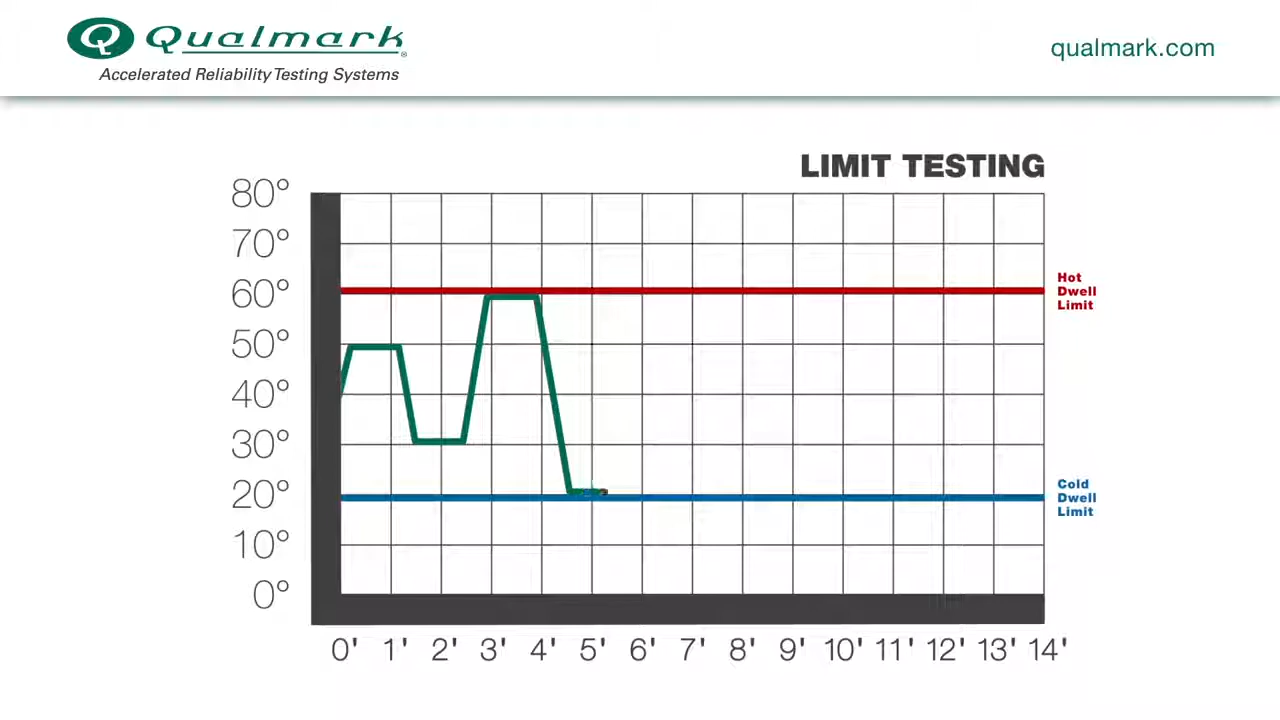 Qualmark®
Accelerated Reliability Testing Systems
qualmark.com
LIMIT TESTING
80°
70°
60°
50°
40°
30°
20°
10°
0°
Hot
Dwell
Limit
Cold
Dwell
Limit
0' 1' 2' 3' 4' 5' 6' 7' 8' 9' 10' 11' 12' 13' 14'